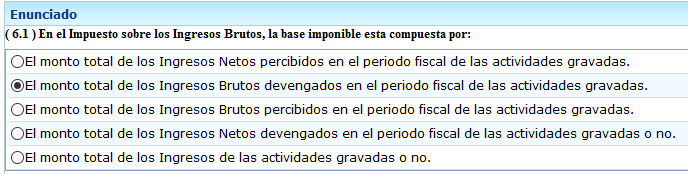 Enunciado
( 6.1 ) En el Impuesto sobre los Ingresos Brutos, la base imponible esta compuesta por:
El monto total de los Ingresos Netos percibidos en el periodo fiscal de las actividades gravadas.
El monto total de los Ingresos Brutos devengados en el periodo fiscal de las actividades gravadas.
El monto total de los Ingresos Brutos percibidos en el periodo fiscal de las actividades gravadas.
El monto total de los Ingresos Netos devengados en el periodo fiscal de las actividades gravadas o no.
El monto total de los Ingresos de las actividades gravadas o no.